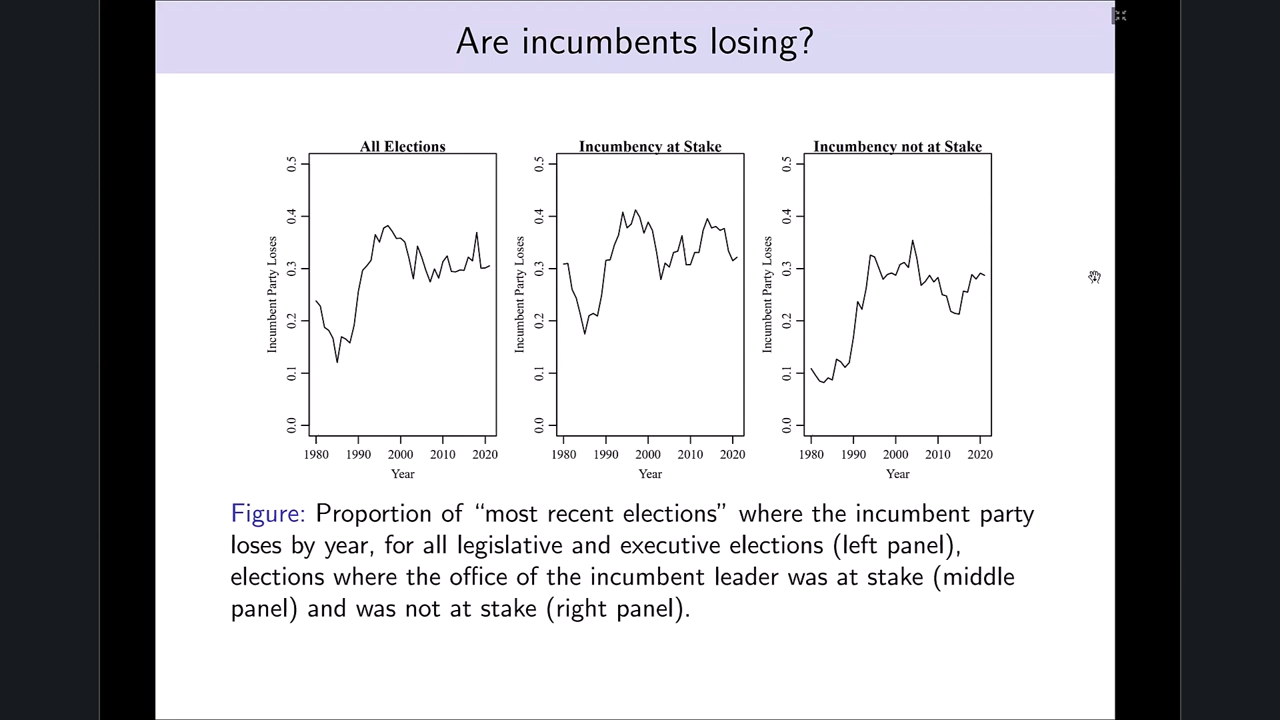 Are incumbents losing?
All Elections
Incumbent Party Loses
0.5
0.4
0.3
0.2
0.1
0.0
1980 1990 2000 2010 2020
Year
Incumbency at Stake
Incumbent Party Loses
0.5
0.4
0.3
0.2
0.1
0.0
1980 1990 2000 2010 2020
Year
Incumbency not at Stake
Incumbent Party Loses
0.5
0.4
0.3
0.2
0.1
0.0
1980 1990 2000 2010 2020
Year
Figure: Proportion of “most recent elections” where the incumbent party
loses by year, for all legislative and executive elections (left panel),
elections where the office of the incumbent leader was at stake (middle
panel) and was not at stake (right panel).